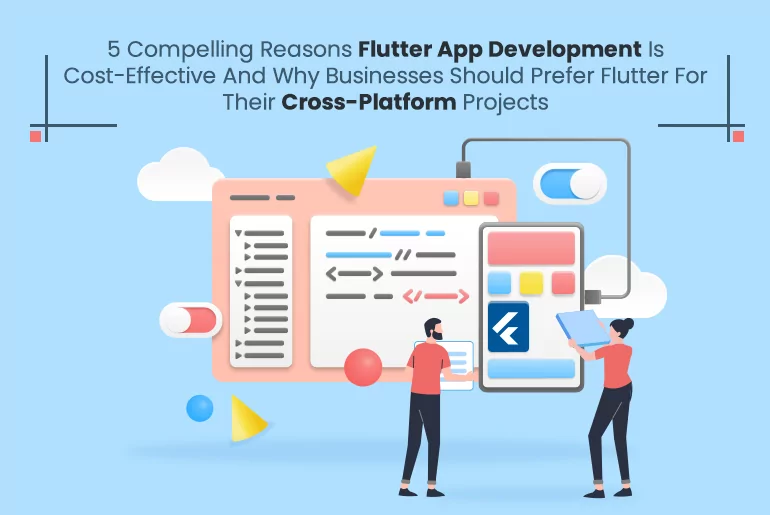 5 Compelling Reasons Flutter App Development Is
Cost-Effective And Why Businesses Should Prefer Flutter For
Their Cross-Platform Projects